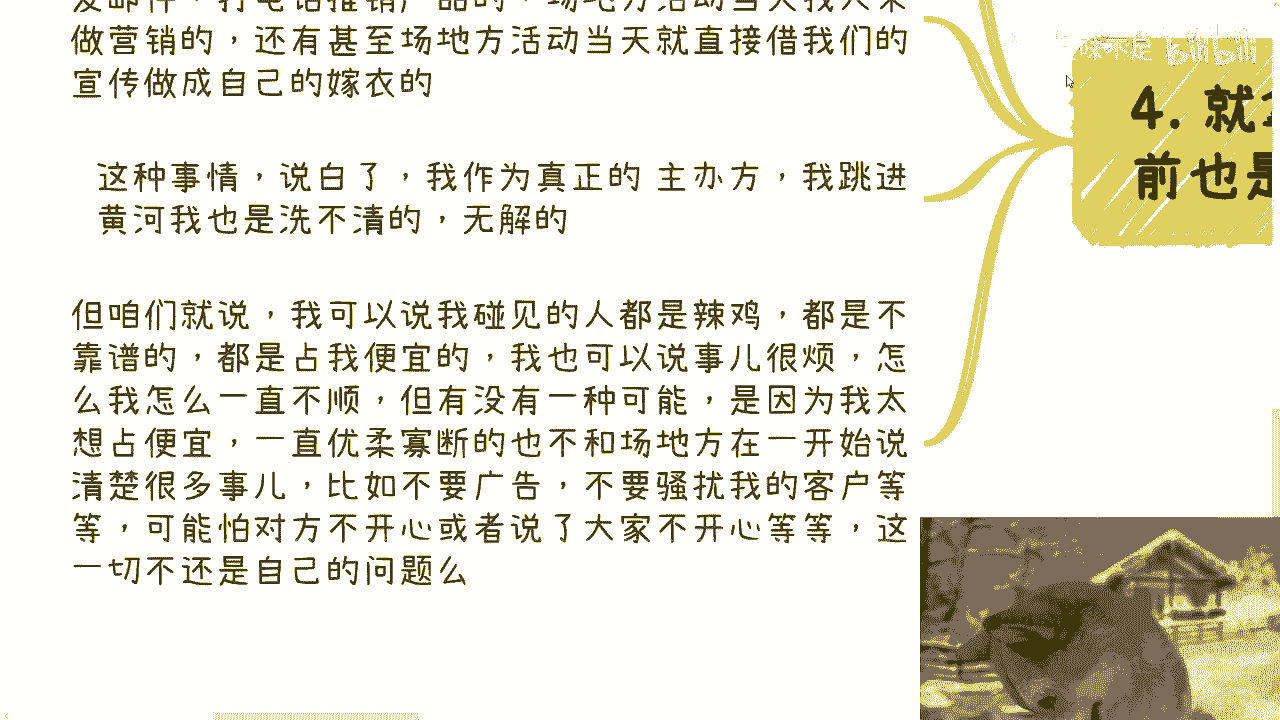 做营销的，还有甚至场地方活动当天就直接借我们的
宣传做成自己的嫁衣的
这种事情，说白了，我作为真正的 主办方，我跳进
黄河我也是洗不清的，无解的
但咱们就说，我可以说我碰见的人都是辣鸡，都是不
靠谱的，都是占我便宜的，我也可以说事儿很烦，怎
么我怎么一直不顺，但有没有一种可能，是因为我太
想占便宜，一直优柔寡断的也不和场地方在一开始说
清楚很多事儿，比如不要广告，不要骚扰我的客户等
等，可能怕对方不开心或者说了大家不开心等等，这
一切不还是自己的问题么
4. 就
前也是
bilibili